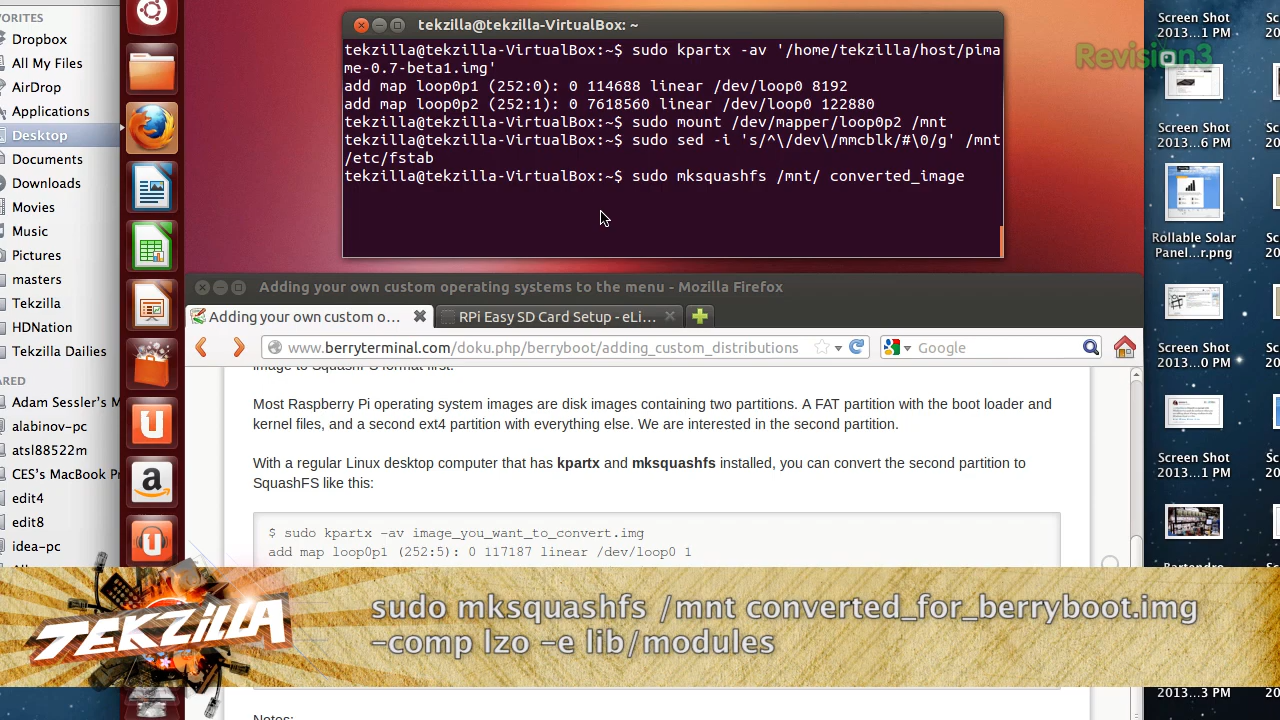 FAVORITES
Dropbox
All My Files
AirDrop
Applications
Desktop
Documents
Downloads
Movies
Music
Pictures
masters
Tekzilla
HDNation
Tekzilla Dailies
SHARED
Adam Sessler's M
alabinov-pc
atsl88522m
CES's MacBook Pr
edit4
edit8
idea-pc
tekzilla@tekzilla-VirtualBox: ~
tekzilla@tekzilla-VirtualBox:~$ sudo kpartx -av '/home/tekzilla/host/pima
me-0.7-beta.img'
add map loop0p1 (232:0): 0 114688 linear /dev/loop0 8192
add map loop0p2 (232:1): 0 7618560 linear /dev/loop0 122880
tekzilla@tekzilla-VirtualBox:~$ sudo mount /dev/mapper/loop0p2 /mnt
tekzilla@tekzilla-VirtualBox:~$ sudo sed -i 's/^\/dev\/mmcblk/#\0/g' /mnt
/etc/fstab
tekzilla@tekzilla-VirtualBox:~$ sudo mksquashfs /mnt/ converted_image
Adding your own custom operating systems to the menu - Mozilla Firefox
Adding your own custom o...
RPi Easy SD Card Setup - eLi...
www.berryterminal.com/doku.php/berryboot/adding_custom_distributions
Google
image to SquashFS format first.
Most Raspberry Pi operating system images are disk images containing two partitions. A FAT partition with the boot loader and
kernel files, and a second ext4 partition with everything else. We are interested in the second partition.
With a regular Linux desktop computer that has kpartx and mksquashfs installed, you can convert the second partition to
SquashFS like this:
$ sudo kpartx -av image_you_want_to_convert.img
add map loop0p1 (252:5): 0 117187 linear /dev/loop0 1
TEKZILLA
sudo mksquashfs /mnt converted_for_berryboot.img
-comp lzo -e lib/modules
Notes:
Revision3
Screen Shot
2013...1 PM
Screen Shot
2013...6 PM
Rollable Solar
Panel...r.png
Screen Shot
2013...0 PM
Screen Shot
2013...1 PM
2013...3 PM